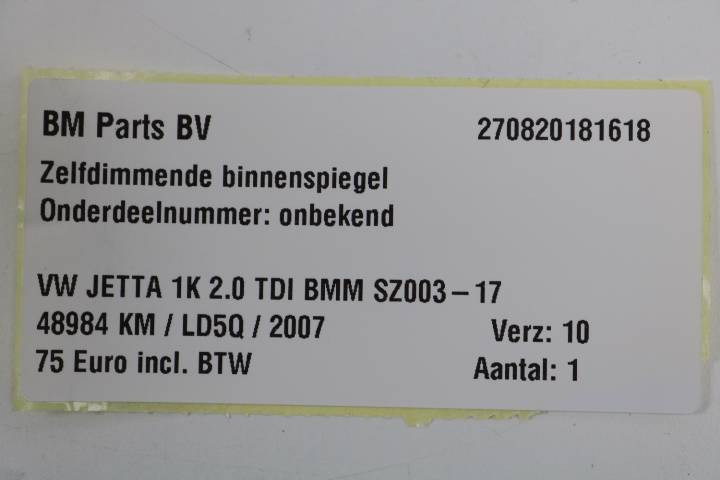 BM Parts BV 270820181618
Zelfdimmende binnenspiegel
Onderdeelnummer: onbekend
VW JETTA 1K 2.0 TDI BMM SZ003-17
48984 KM / LD5Q / 2007 Verz: 10
75 Euro incl. BTW Aantal: 1